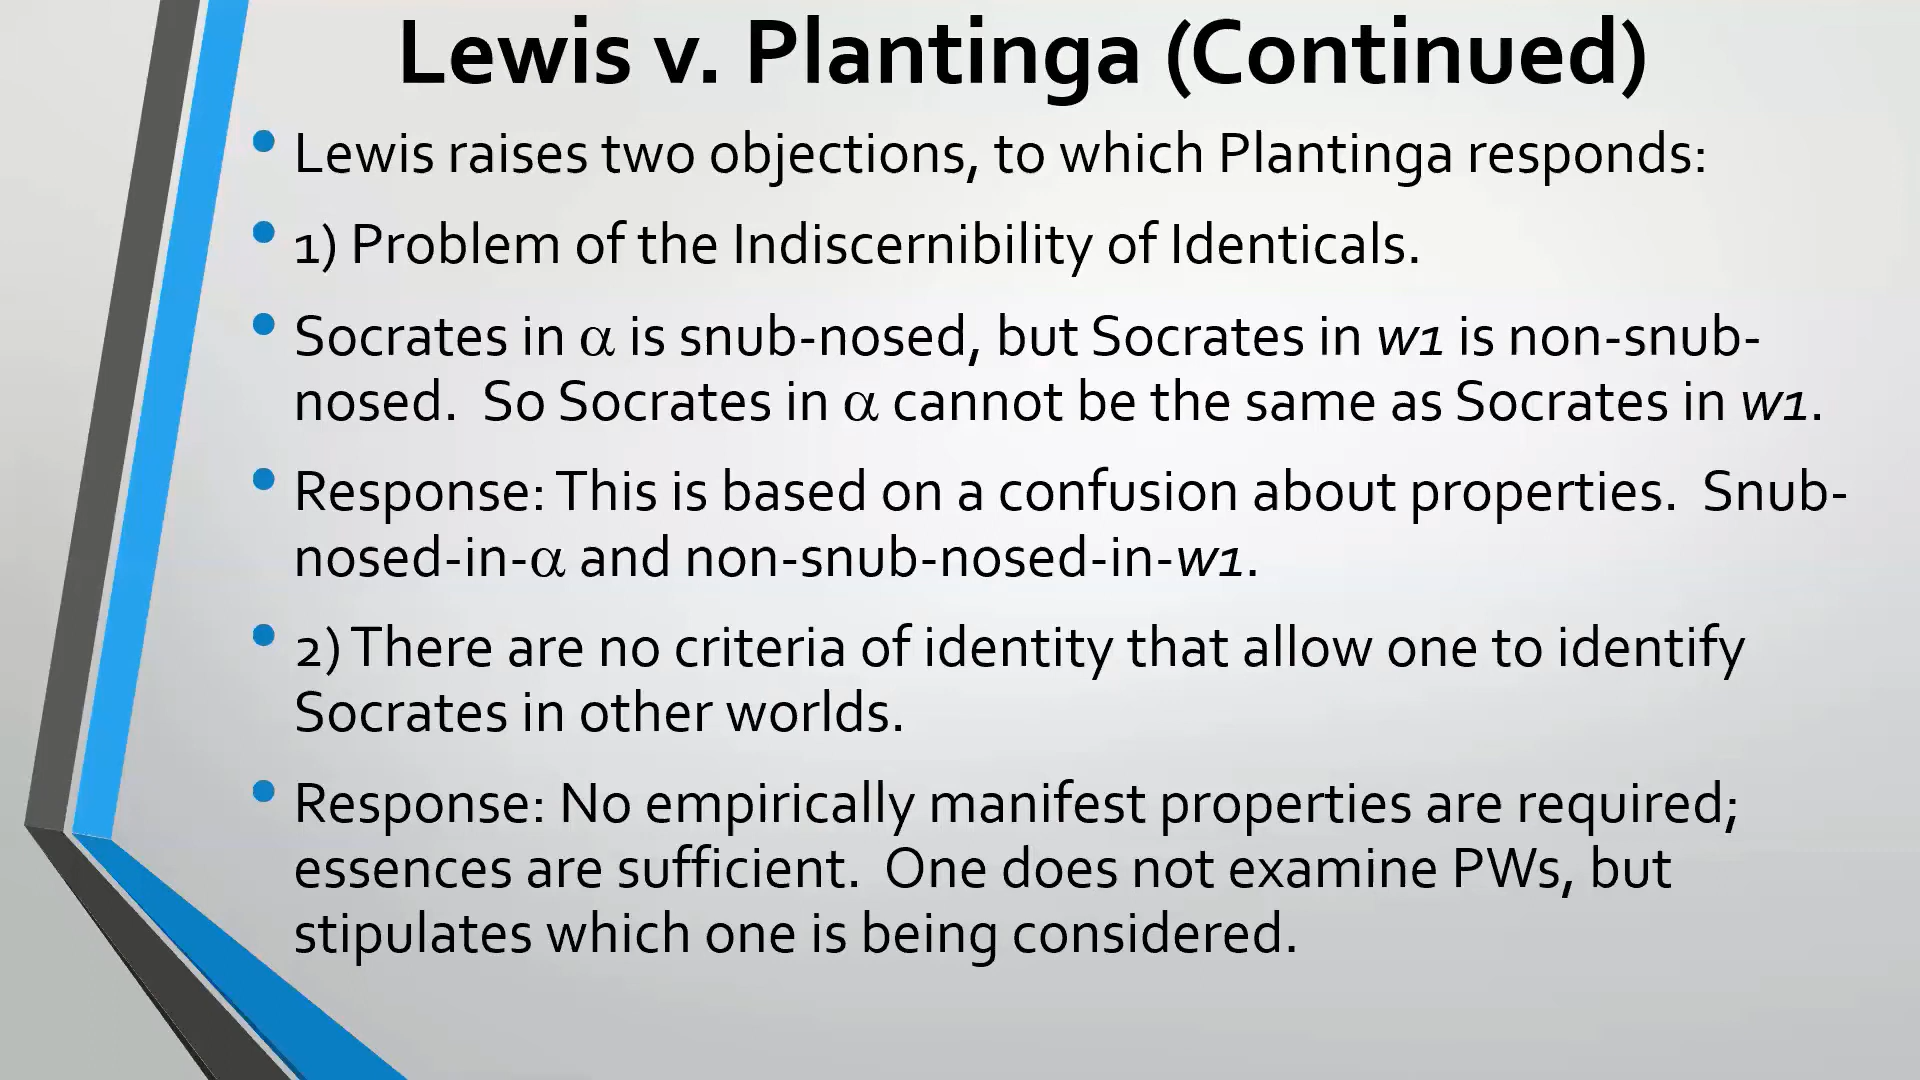 Lewis v. Plantinga (Continued)
• Lewis raises two objections, to which Plantinga responds:
• 1) Problem of the Indiscernibility of Identicals.
• Socrates in α is snub-nosed, but Socrates in w1 is non-snub-
nosed.  So Socrates in α cannot be the same as Socrates in w1.
• Response: This is based on a confusion about properties.  Snub-
nosed-in-α and non-snub-nosed-in-w1.
• 2) There are no criteria of identity that allow one to identify
Socrates in other worlds.
• Response: No empirically manifest properties are required;
essences are sufficient.  One does not examine PWs, but
stipulates which one is being considered.